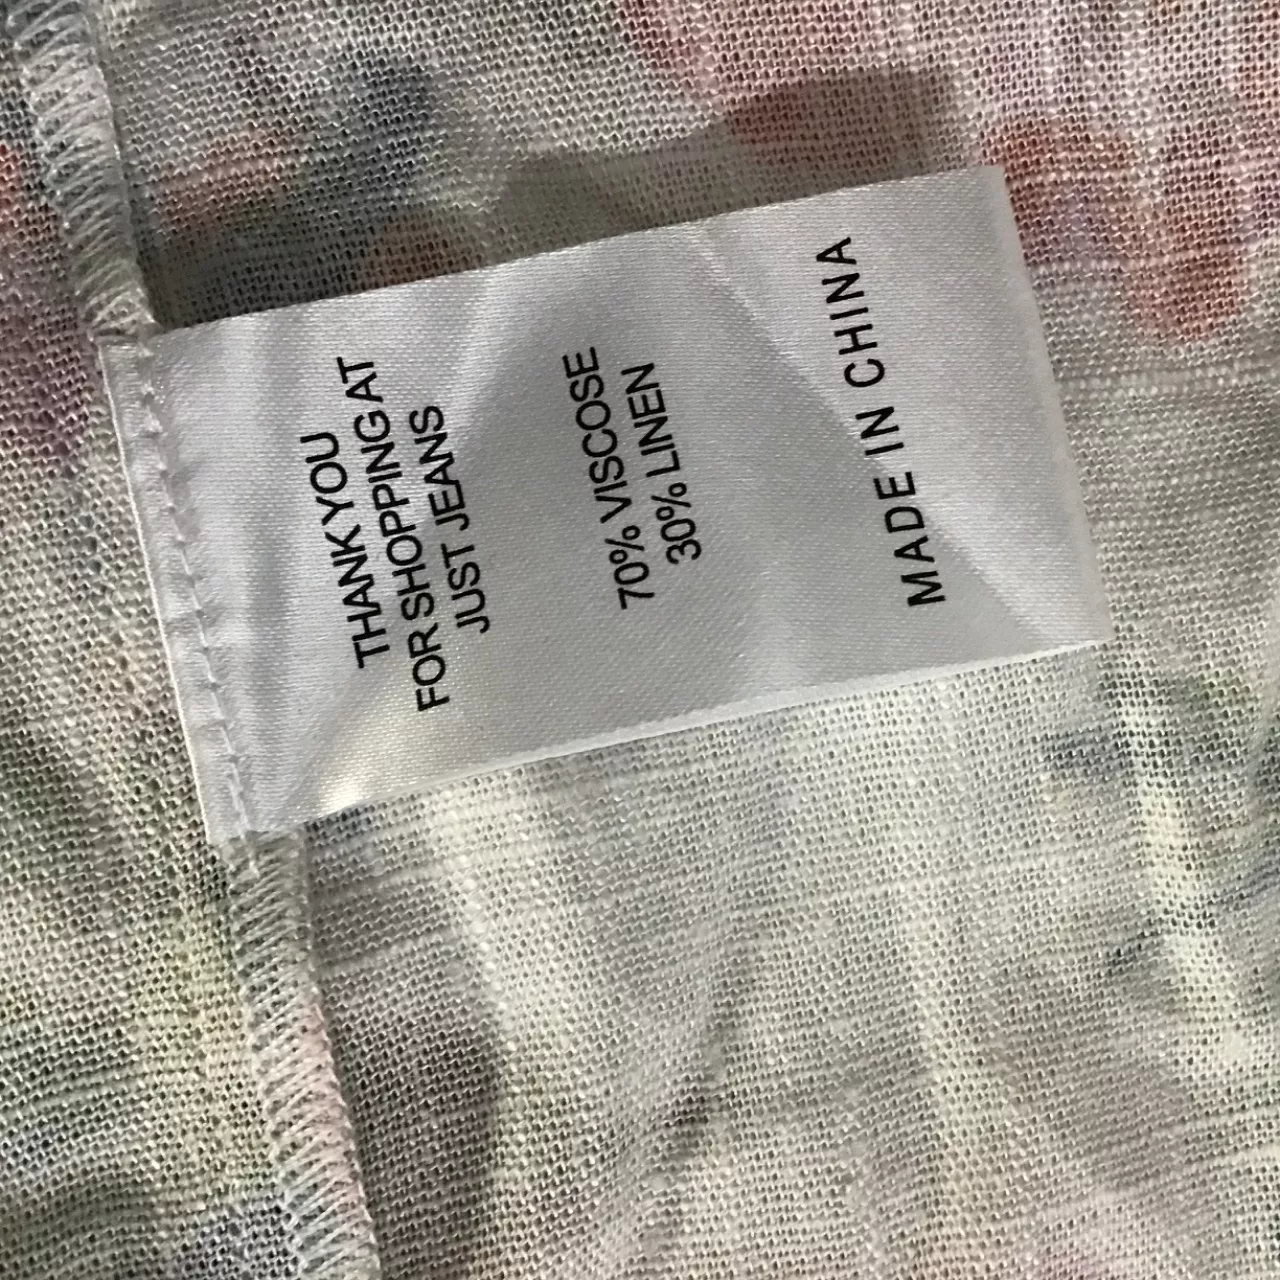 THANK YOU
FOR SHOPPING AT
JUST JEANS
70% VISCOSE
30% LINEN
MADE IN CHINA